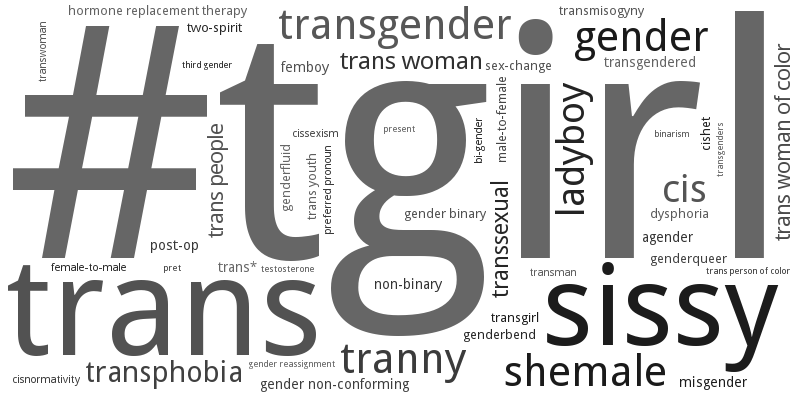 hormone replacement therapy
transwoman
two-spirit
transgender
transmisogyny
gender
third gender
femboy
trans woman
sex-change
transgendered
#tgirl
trans people
cissexism
present
bi-gender
male-to-female
ladyboy
binarism
cishet
transgenders
trans woman of color
genderfluid
trans youth
preferred pronoun
cis
gender binary
dysphoria
transsexual
post-op
agender
genderqueer
female-to-male
pret
trans*
testosterone
transman
trans person of color
non-binary
trans
sissy
transgirl
genderbend
tranny
shemale
cisnormativity
transphobia
gender reassignment
gender non-conforming
misgender